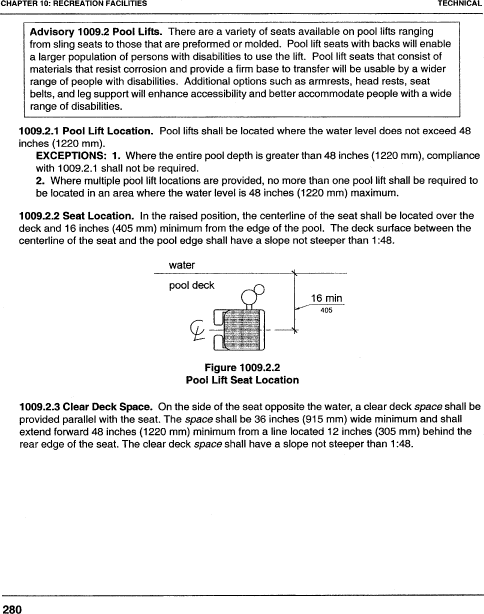 CHAPTER 10: RECREATION FACILITIES TECHNICAL
Advisory 1009.2 Pool Lifts. There are a variety of seats available on pool lifts ranging
from sling seats to those that are preformed or molded. Pool lift seats with backs will enable
a larger population of persons with disabilities to use the lift. Pool lift seats that consist of
materials that resist corrosion and provide a firm base to transfer will be usable by a wider
range of people with disabilities. Additional options such as armrests, head rests, seat
belts, and leg support will enhance accessibility and better accommodate people with a wide
range of disabilities.
1009.2.1 Pool Lift Location. Pool lifts shall be located where the water level does not exceed 48
inches (1220 mm).
EXCEPTIONS: 1. Where the entire pool depth is greater than 48 inches (1220 mm), compliance
with 1009.2.1 shall not be required.
2. Where multiple pool lift locations are provided, no more than one pool lift shall be required to
be located in an area where the water level is 48 inches (1220 mm) maximum.
1009.2.2 Seat Location. In the raised position, the centerline of the seat shall be located over the
deck and 16 inches (405 mm) minimum from the edge of the pool. The deck surface between the
centerline of the seat and the pool edge shall have a slope not steeper than 1:48.
water
pool deck
16 min
405
CL
Figure 1009.2.2
Pool Lift Seat Location
1009.2.3 Clear Deck Space. On the side of the seat opposite the water, a clear deck space shall be
provided parallel with the seat. The space shall be 36 inches (915 mm) wide minimum and shall
extend forward 48 inches (1220 mm) minimum from a line located 12 inches (305 mm) behind the
rear edge of the seat. The clear deck space shall have a slope not steeper than 1:48.
280